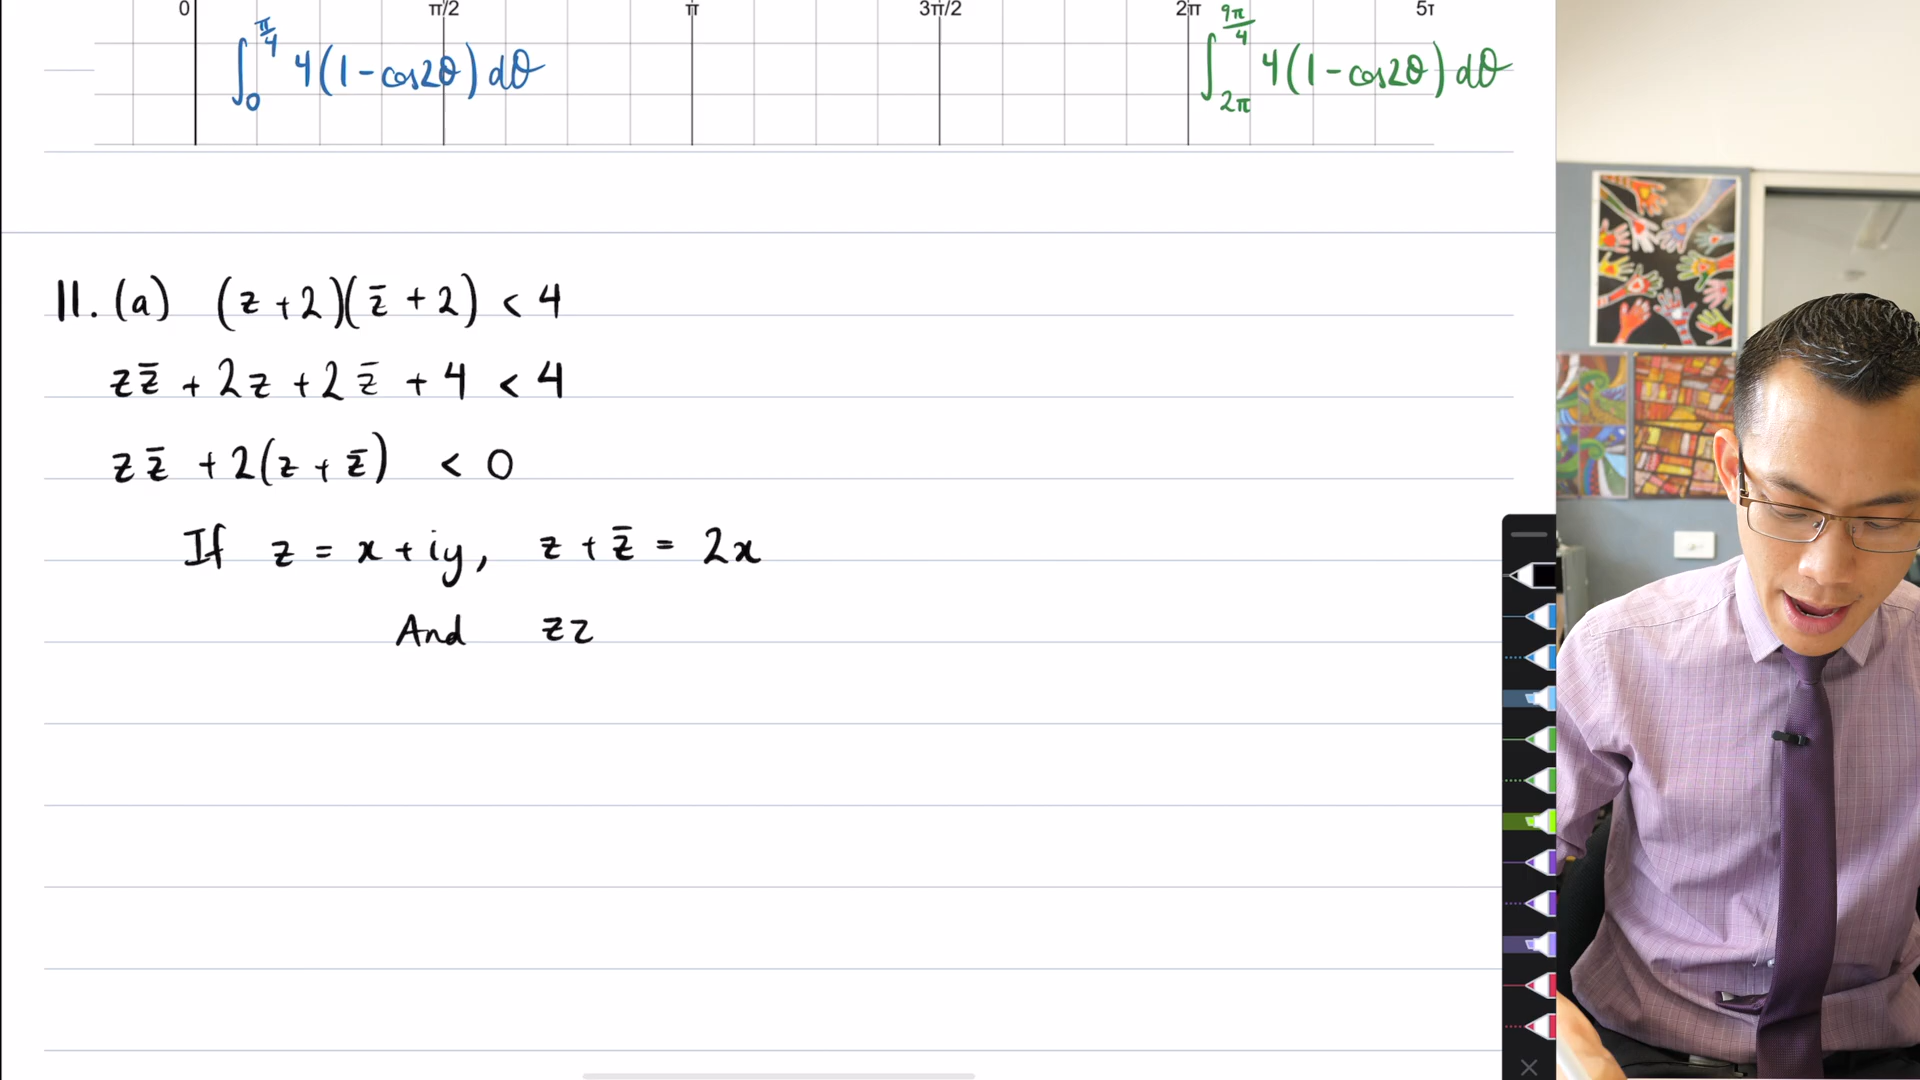 0 π/2 π 3π/2 2π 5π
∫₀^(π/4) 4(1-cos2θ)dθ ∫_(2π)^(9π/4) 4(1-cos2θ)dθ
11. (a) (z+2)(z̄+2) < 4
zz̄ + 2z + 2z̄ + 4 < 4
zz̄ + 2(z+z̄) < 0
If z = x+iy, z+z̄ = 2x
And zz